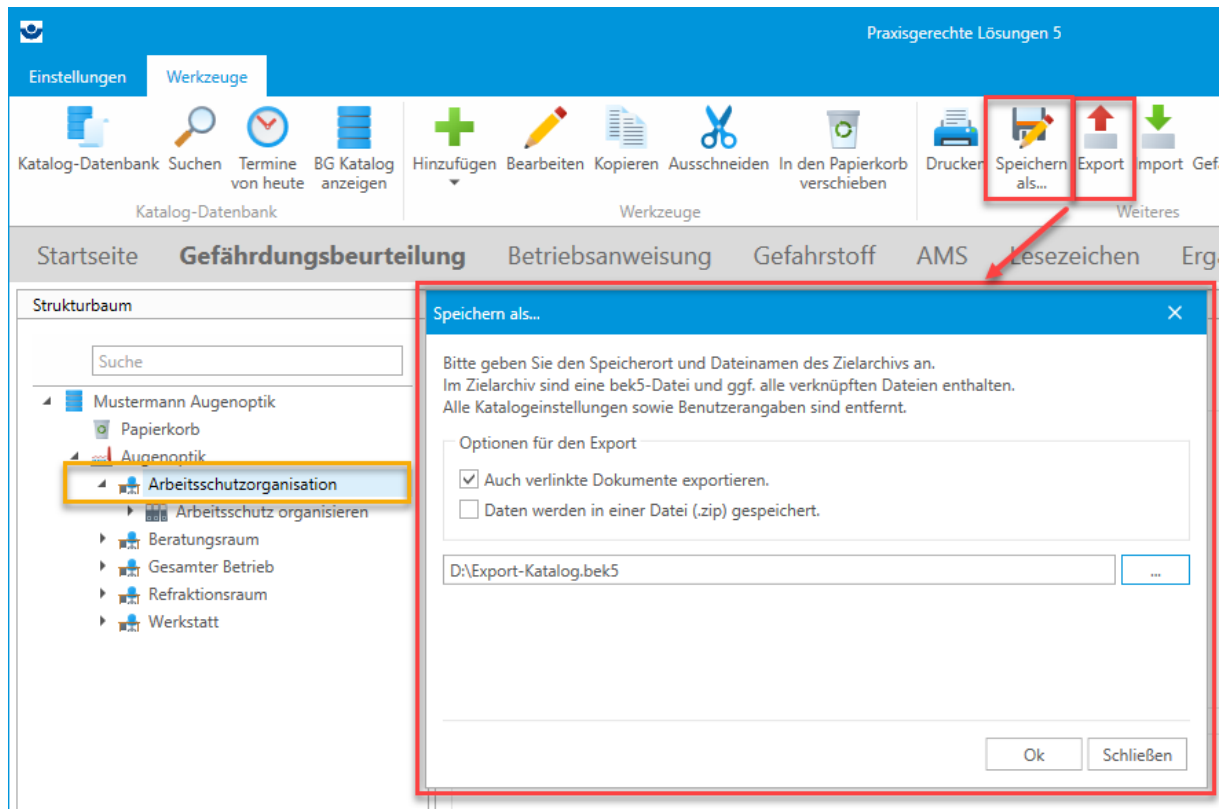 Praxisgerechte Lösungen 5
Einstellungen
Werkzeuge
Katalog-Datenbank
Suchen
Termine
von heute
BG Katalog
anzeigen
Hinzufügen
Bearbeiten
Kopieren
Ausschneiden
In den Papierkorb
verschieben
Drucken
Speichern
als...
Export
Import
Gefä
Katalog-Datenbank
Werkzeuge
Weiteres
Startseite
Gefährdungsbeurteilung
Betriebsanweisung
Gefahrstoff
AMS
Lesezeichen
Ergä
Strukturbaum
Suche
Mustermann Augenoptik
Papierkorb
Augenoptik
Arbeitsschutzorganisation
Arbeitsschutz organisieren
Beratungsraum
Gesamter Betrieb
Refraktionsraum
Werkstatt
Speichern als...
Bitte geben Sie den Speicherort und Dateinamen des Zielarchivs an.
Im Zielarchiv sind eine bek5-Datei und ggf. alle verknüpften Dateien enthalten.
Alle Katalogeinstellungen sowie Benutzerangaben sind entfernt.
Optionen für den Export
Auch verlinkte Dokumente exportieren.
Daten werden in einer Datei (.zip) gespeichert.
D:\Export-Katalog.bek5
...
Ok
Schließen